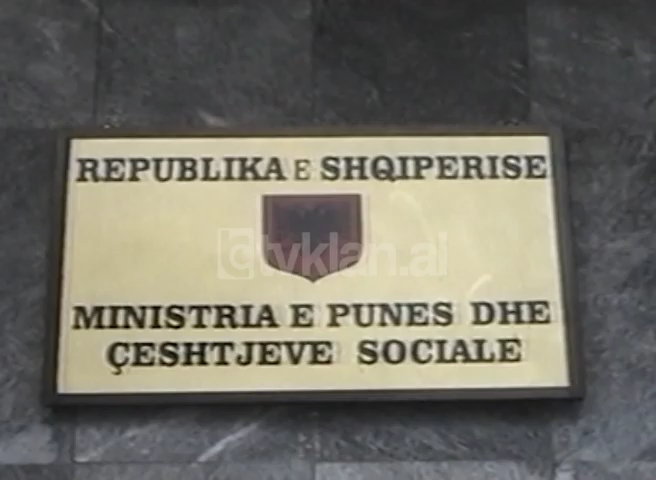 REPUBLIKA E SHQIPERISE
tvklan.al
MINISTRIA E PUNES DHE
ÇESHTJEVE SOCIALE